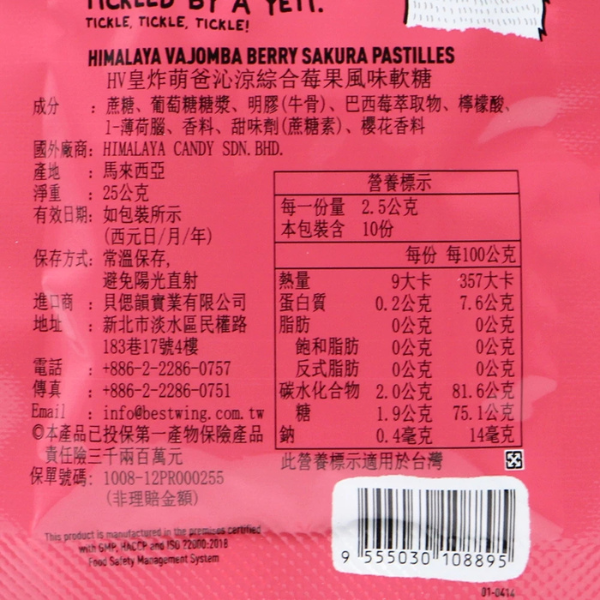 TICKLED BY A YETI.
TICKLE, TICKLE, TICKLE!
HIMALAYA VAJOMBA BERRY SAKURA PASTILLES
HV皇炸萌爸沁涼綜合莓果風味軟糖
成分 : 蔗糖、葡萄糖糖漿、明膠(牛骨)、巴西莓萃取物、檸檬酸、
l-薄荷腦、香料、甜味劑(蔗糖素)、櫻花香料
國外廠商: HIMALAYA CANDY SDN.BHD.
產地 : 馬來西亞
淨重 : 25公克
有效日期: 如包裝所示
(西元日/月/年)
保存方式: 常溫保存,
避免陽光直射
進口商 : 貝偲韻實業有限公司
地址 : 新北市淡水區民權路
183巷17號4樓
電話 : +886-2-2286-0757
傳真 : +886-2-2286-0751
Email : info@bestwing.com.tw
©本產品已投保第一產物保險產品
責任險三千兩百萬元
保單號碼: 1008-12PR000255
(非理賠金額)
營養標示
每一份量 2.5公克
本包裝含 10份
每份 每100公克
熱量 9大卡 357大卡
蛋白質 0.2公克 7.6公克
脂肪 0公克 0公克
飽和脂肪 0公克 0公克
反式脂肪 0公克 0公克
碳水化合物 2.0公克 81.6公克
糖 1.9公克 75.1公克
鈉 0.4毫克 14毫克
此營養標示適用於台灣
This product is manufactured in the premises certified
with GMP, HACCP and ISO 22000:2018
Food Safety Management System
9 555030 108895
01-0414